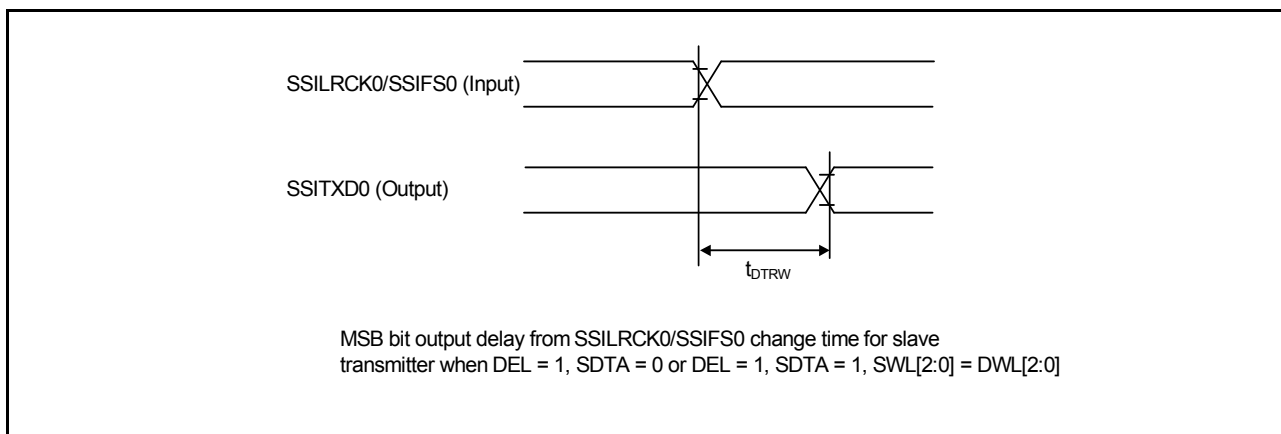 SSILRCK0/SSIFS0 (Input)
SSITXD0 (Output)
tDTRW
MSB bit output delay from SSILRCK0/SSIFS0 change time for slave
transmitter when DEL = 1, SDTA = 0 or DEL = 1, SDTA = 1, SWL[2:0] = DWL[2:0]